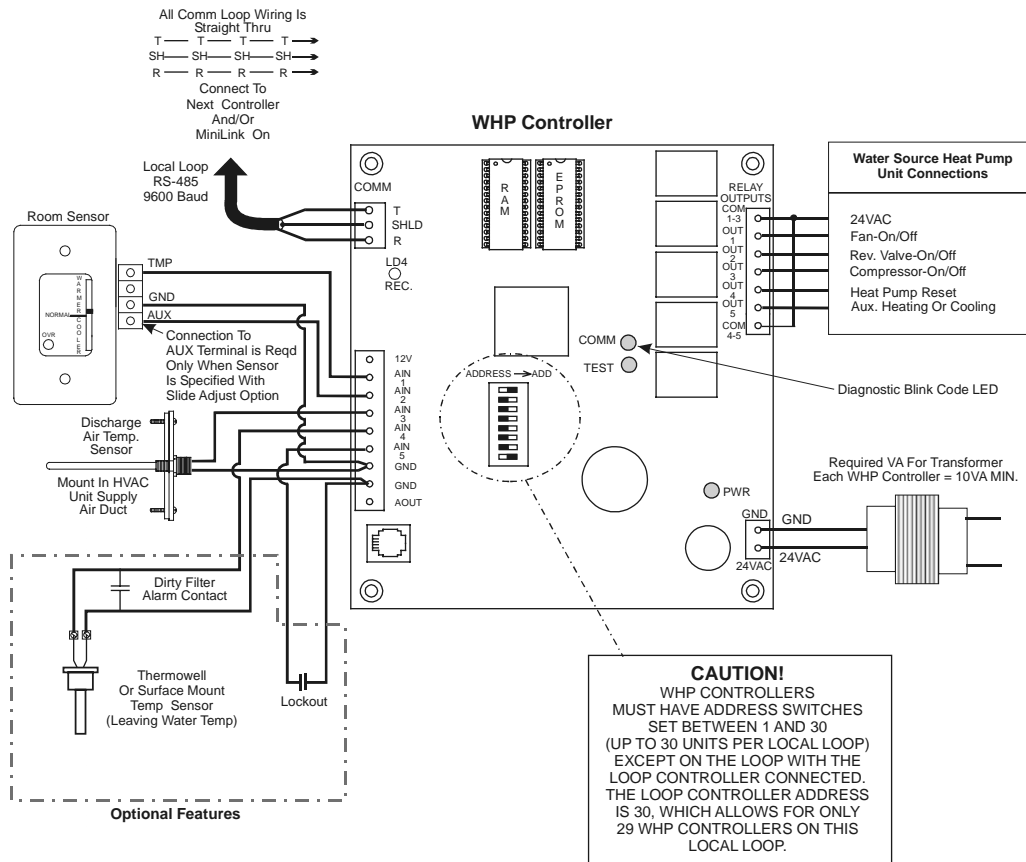 All Comm Loop Wiring Is
Straight Thru
T T T T
SH SH SH SH
R R R R
Connect To
Next Controller
And/Or
MiniLink On
Local Loop
RS-485
9600 Baud
WHP Controller
COMM
T
SHLD
R
LD4
REC.
RAM
EPROM
RELAY
OUTPUTS
COM
1-3
OUT
1
OUT
2
OUT
3
OUT
4
OUT
5
COM
4-5
Water Source Heat Pump
Unit Connections
24VAC
Fan-On/Off
Rev. Valve-On/Off
Compressor-On/Off
Heat Pump Reset
Aux. Heating Or Cooling
Room Sensor
WARMER
COOLER
NORMAL
OVR
TMP
GND
AUX
Connection To
AUX Terminal is Reqd
Only When Sensor
Is Specified With
Slide Adjust Option
12V
AIN
1
AIN
2
AIN
3
AIN
4
AIN
5
GND
GND
AOUT
COMM
TEST
ADDRESS
ADD
Diagnostic Blink Code LED
Discharge
Air Temp.
Sensor
Mount In HVAC
Unit Supply
Air Duct
Required VA For Transformer
Each WHP Controller = 10VA MIN.
PWR
GND
24VAC
GND
24VAC
Dirty Filter
Alarm Contact
Thermowell
Or Surface Mount
Temp Sensor
(Leaving Water Temp)
Lockout
Optional Features
CAUTION!
WHP CONTROLLERS
MUST HAVE ADDRESS SWITCHES
SET BETWEEN 1 AND 30
(UP TO 30 UNITS PER LOCAL LOOP)
EXCEPT ON THE LOOP WITH THE
LOOP CONTROLLER CONNECTED.
THE LOOP CONTROLLER ADDRESS
IS 30, WHICH ALLOWS FOR ONLY
29 WHP CONTROLLERS ON THIS
LOCAL LOOP.